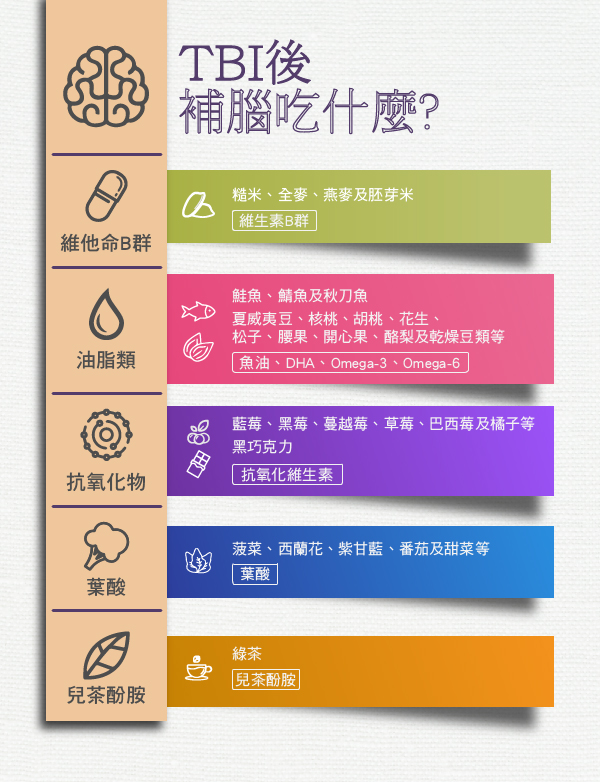 TBI後
補腦吃什麼?
維他命B群
糙米、全麥、燕麥及胚芽米
維生素B群
油脂類
鮭魚、鯖魚及秋刀魚
夏威夷豆、核桃、胡桃、花生、
松子、腰果、開心果、酪梨及乾燥豆類等
魚油、DHA、Omega-3、Omega-6
抗氧化物
藍莓、黑莓、蔓越莓、草莓、巴西莓及橘子等
黑巧克力
抗氧化維生素
葉酸
菠菜、西蘭花、紫甘藍、番茄及甜菜等
葉酸
兒茶酚胺
綠茶
兒茶酚胺